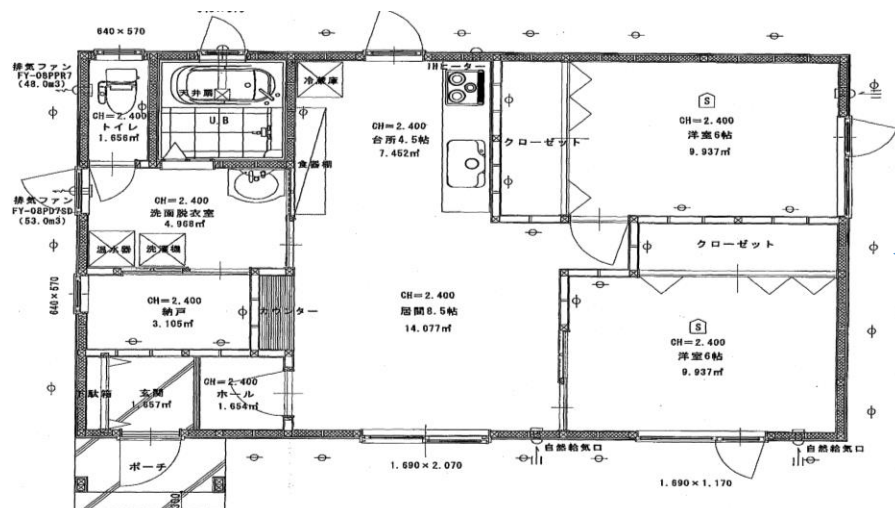 640×570
排気ファン
FY-08PPR7
(48.0m3)
CH=2.400
トイレ
1.656㎡
天井扇
U.B
冷蔵庫
食器棚
IHヒーター
CH=2.400
台所4.5帖
7.452㎡
クローゼット
S
CH=2.400
洋室6帖
9.937㎡
排気ファン
FY-08PD7SD
(53.0m3)
CH=2.400
洗面脱衣室
4.968㎡
温水器
洗濯機
クローゼット
640×570
CH=2.400
納戸
3.105㎡
カウンター
CH=2.400
居間8.5帖
14.077㎡
S
CH=2.400
洋室6帖
9.937㎡
下駄箱
玄関
1.657㎡
CH=2.400
ホール
1.654㎡
ポーチ
1.690×2.070
自然給気口
自然給気口
1.690×1.170